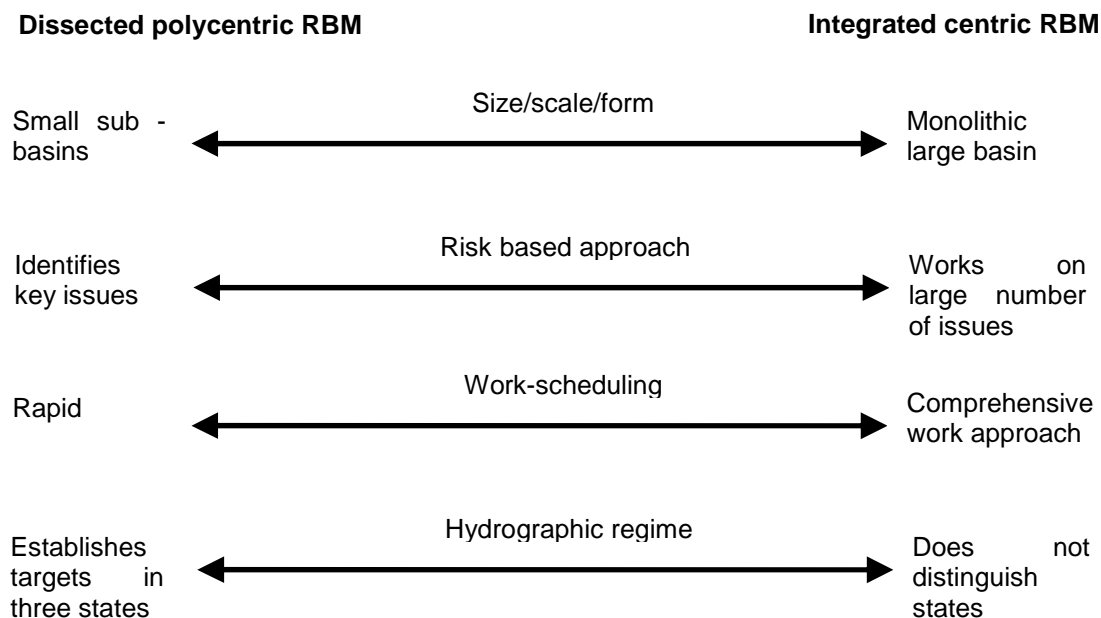 Dissected polycentric RBM
Integrated centric RBM
Size/scale/form
Small sub -
basins
Monolithic
large basin
Risk based approach
Identifies
key issues
Works on
large number
of issues
Work-scheduling
Rapid
Comprehensive
work approach
Hydrographic regime
Establishes
targets in
three states
Does not
distinguish
states